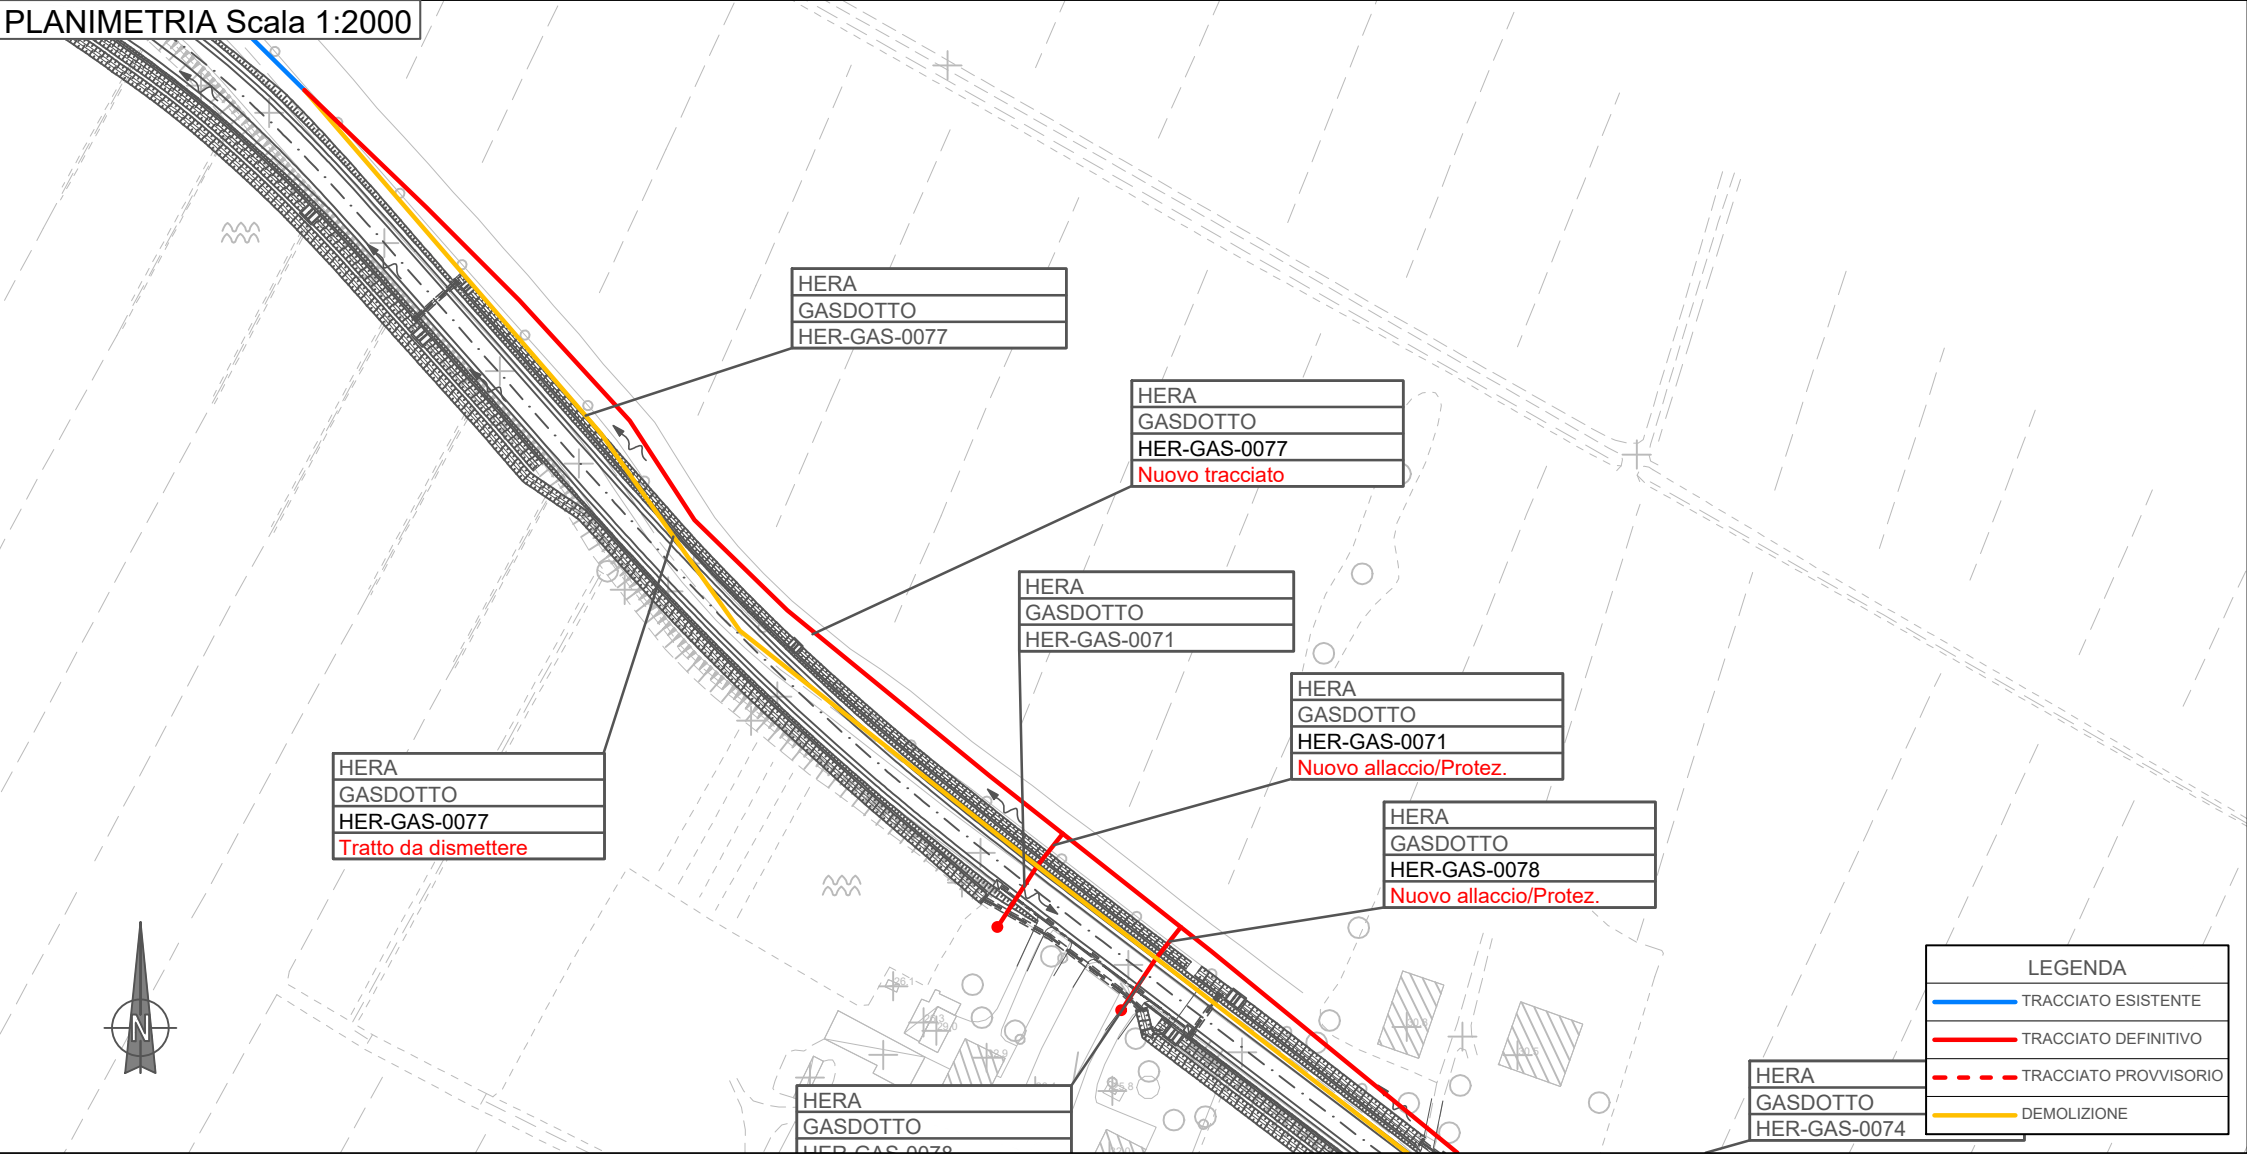 PLANIMETRIA Scala 1:2000
HERA
GASDOTTO
HER-GAS-0077
HERA
GASDOTTO
HER-GAS-0077
Nuovo tracciato
HERA
GASDOTTO
HER-GAS-0071
HERA
GASDOTTO
HER-GAS-0071
Nuovo allaccio/Protez.
HERA
GASDOTTO
HER-GAS-0077
Tratto da dismettere
HERA
GASDOTTO
HER-GAS-0078
Nuovo allaccio/Protez.
N
HERA
GASDOTTO
HER-GAS-0078
HERA
GASDOTTO
HER-GAS-0074
LEGENDA
TRACCIATO ESISTENTE
TRACCIATO DEFINITIVO
TRACCIATO PROVVISORIO
DEMOLIZIONE